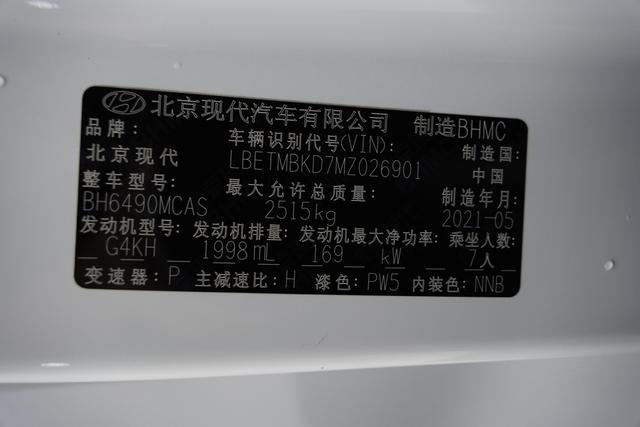 北京现代汽车有限公司 制造BHMC
品牌: 车辆识别代号(VIN): 制造国:
北京现代 LBETMBKD7MZ026901 中国
整车型号: 最大允许总质量 制造年月:
BH6490MCAS 2515kg 2021-05
发动机型号: 发动机排量: 发动机最大净功率: 乘坐人数:
G4KH 1998mL 169 kW 7人
变速器: P 主减速比: H 漆色: PW5 内装色: NNB